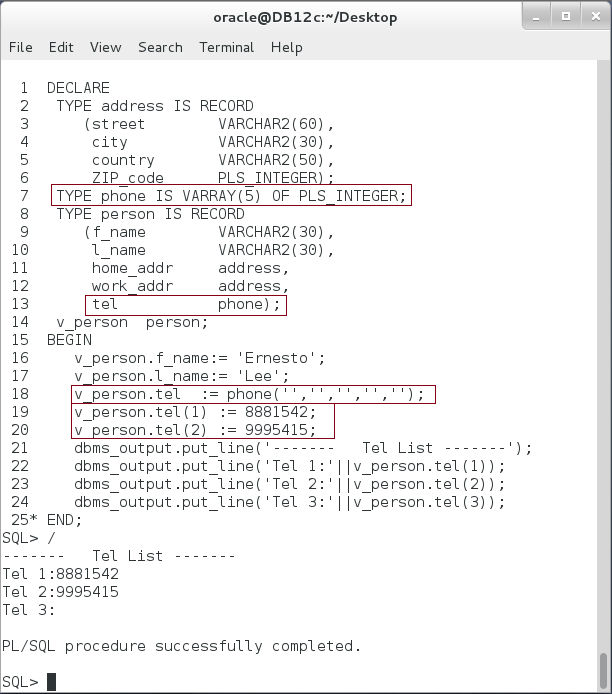 oracle@DB12c:~/Desktop
File Edit View Search Terminal Help
1 DECLARE
2 TYPE address IS RECORD
3 (street VARCHAR2(60),
4 city VARCHAR2(30),
5 country VARCHAR2(50),
6 ZIP_code PLS_INTEGER);
7 TYPE phone IS VARRAY(5) OF PLS_INTEGER;
8 TYPE person IS RECORD
9 (f_name VARCHAR2(30),
10 l_name VARCHAR2(30),
11 home_addr address,
12 work_addr address,
13 tel phone);
14 v_person person;
15 BEGIN
16 v_person.f_name:= 'Ernesto';
17 v_person.l_name:= 'Lee';
18 v_person.tel := phone('','','','','');
19 v_person.tel(1) := 8881542;
20 v_person.tel(2) := 9995415;
21 dbms_output.put_line('------- Tel List -------');
22 dbms_output.put_line('Tel 1:'||v_person.tel(1));
23 dbms_output.put_line('Tel 2:'||v_person.tel(2));
24 dbms_output.put_line('Tel 3:'||v_person.tel(3));
25* END;
SQL> /
------- Tel List -------
Tel 1:8881542
Tel 2:9995415
Tel 3:
PL/SQL procedure successfully completed.
SQL>